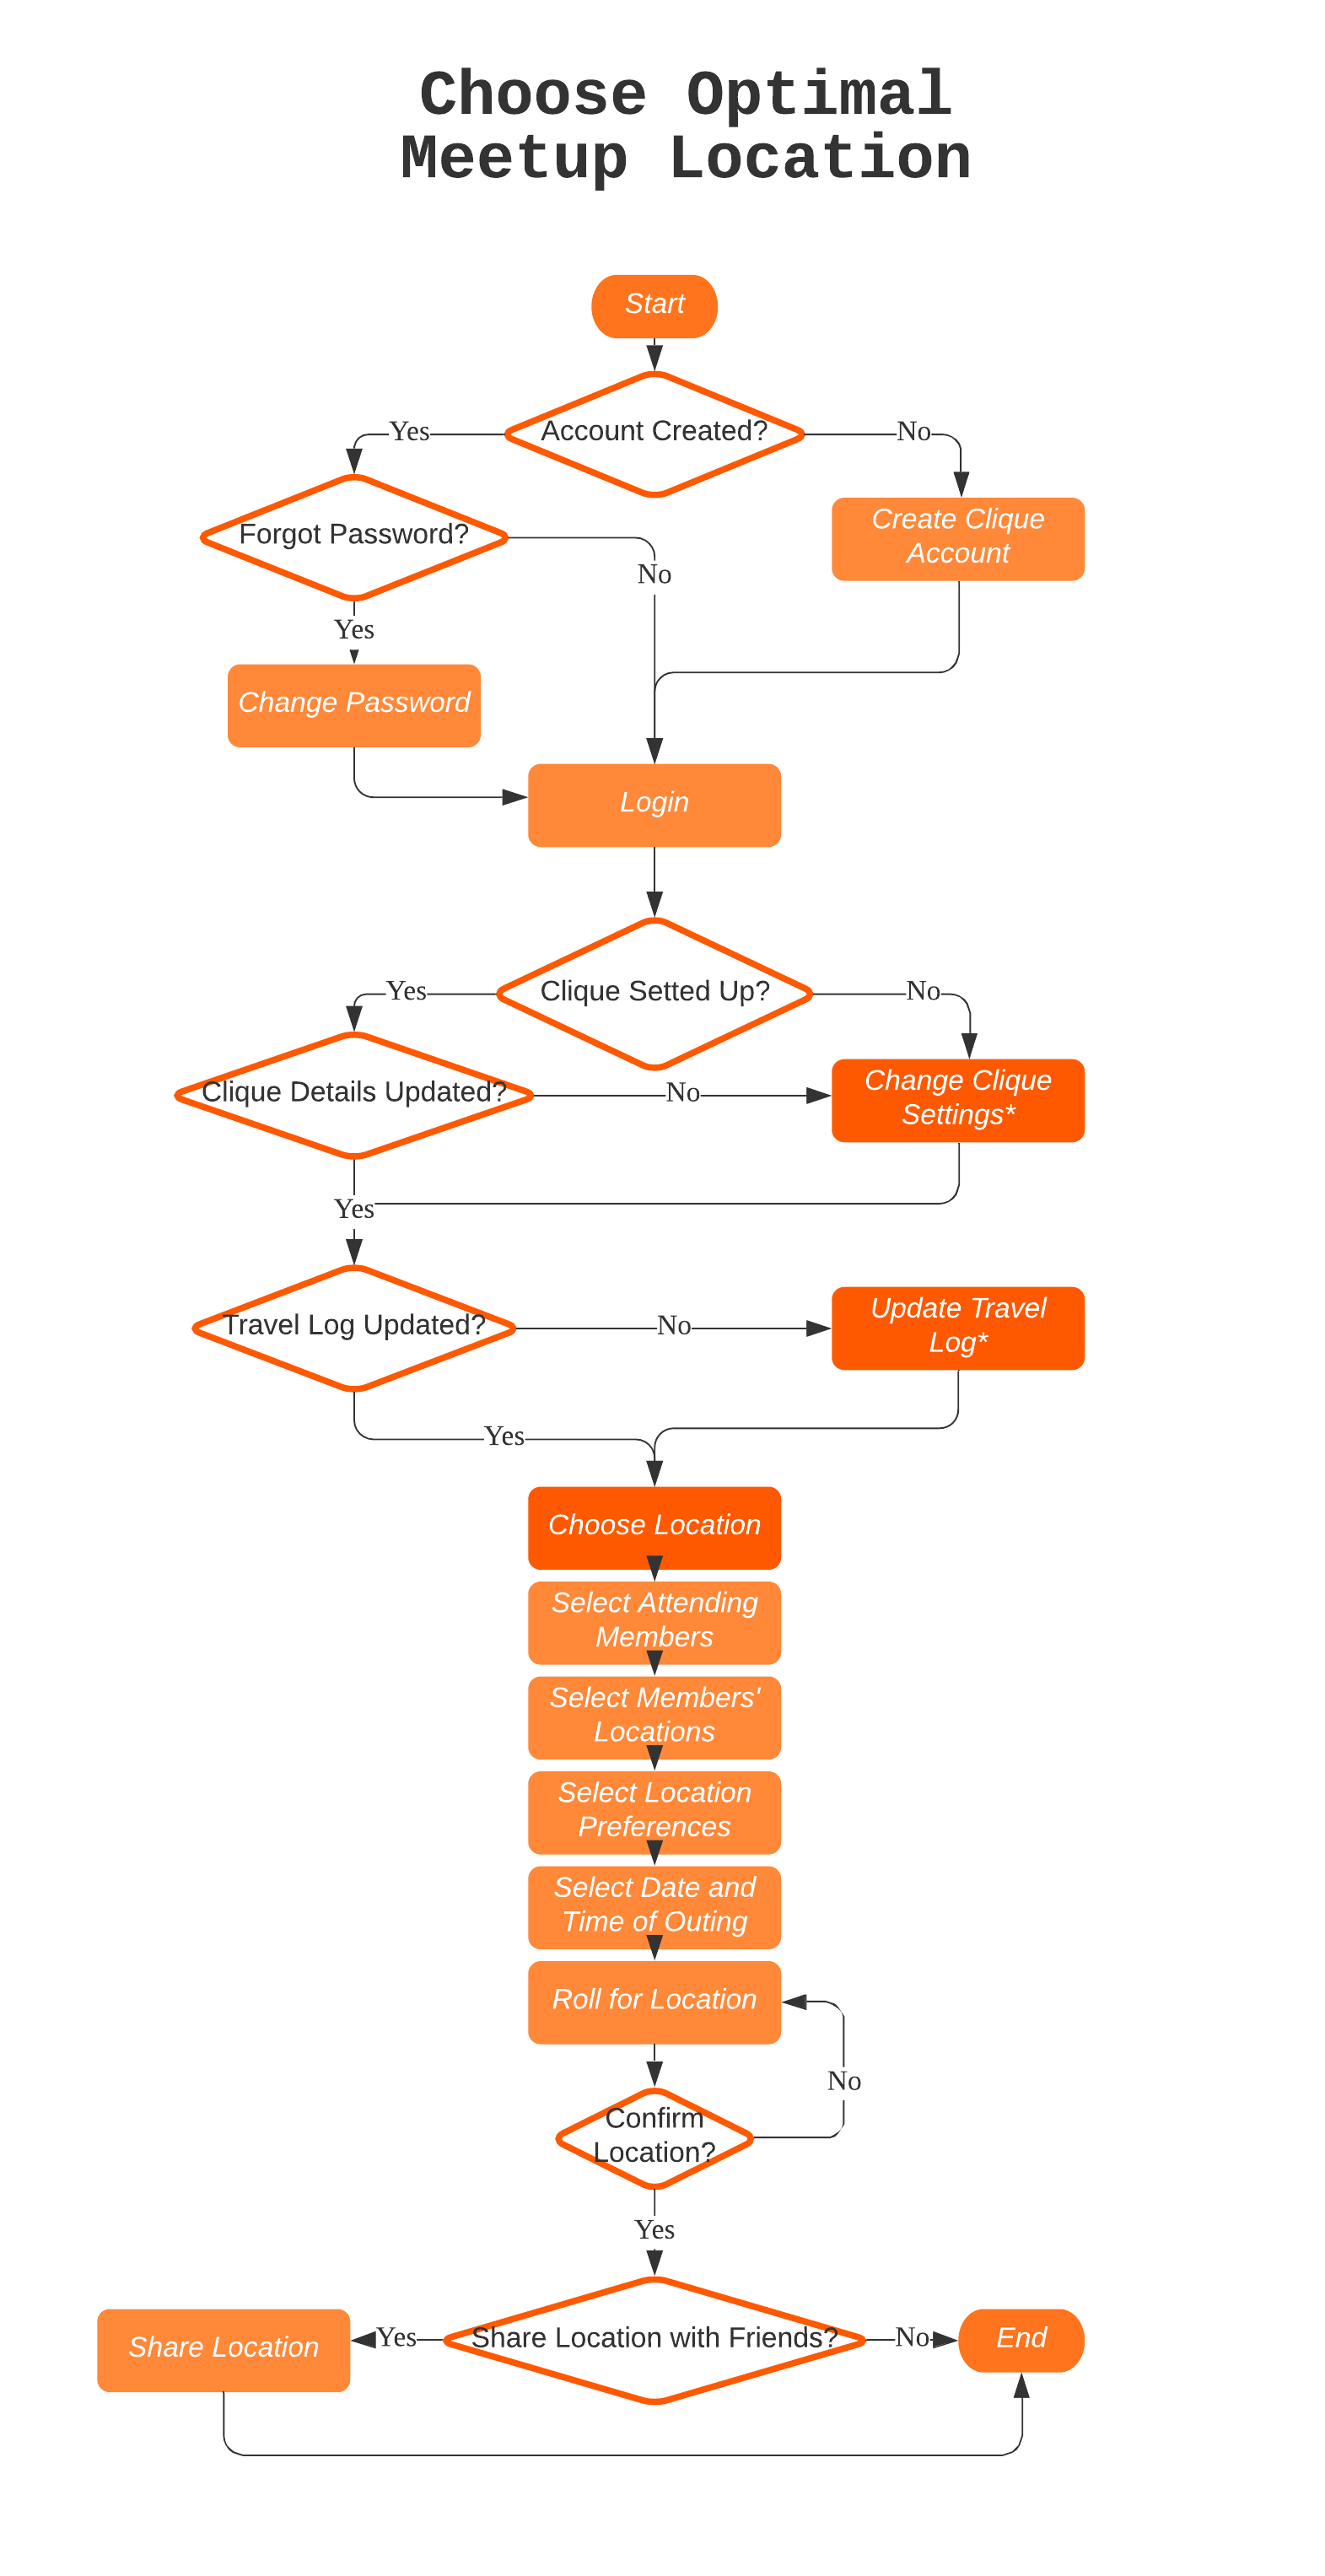 Choose Optimal
Meetup Location
Start
Account Created?
Yes
No
Create Clique
Account
Forgot Password?
No
Yes
Change Password
Login
Clique Setted Up?
Yes
No
Change Clique
Settings*
Clique Details Updated?
No
Yes
Travel Log Updated?
No
Update Travel
Log*
Yes
Choose Location
Select Attending
Members
Select Members'
Locations
Select Location
Preferences
Select Date and
Time of Outing
Roll for Location
No
Confirm
Location?
Yes
Share Location
Yes
Share Location with Friends?
No
End